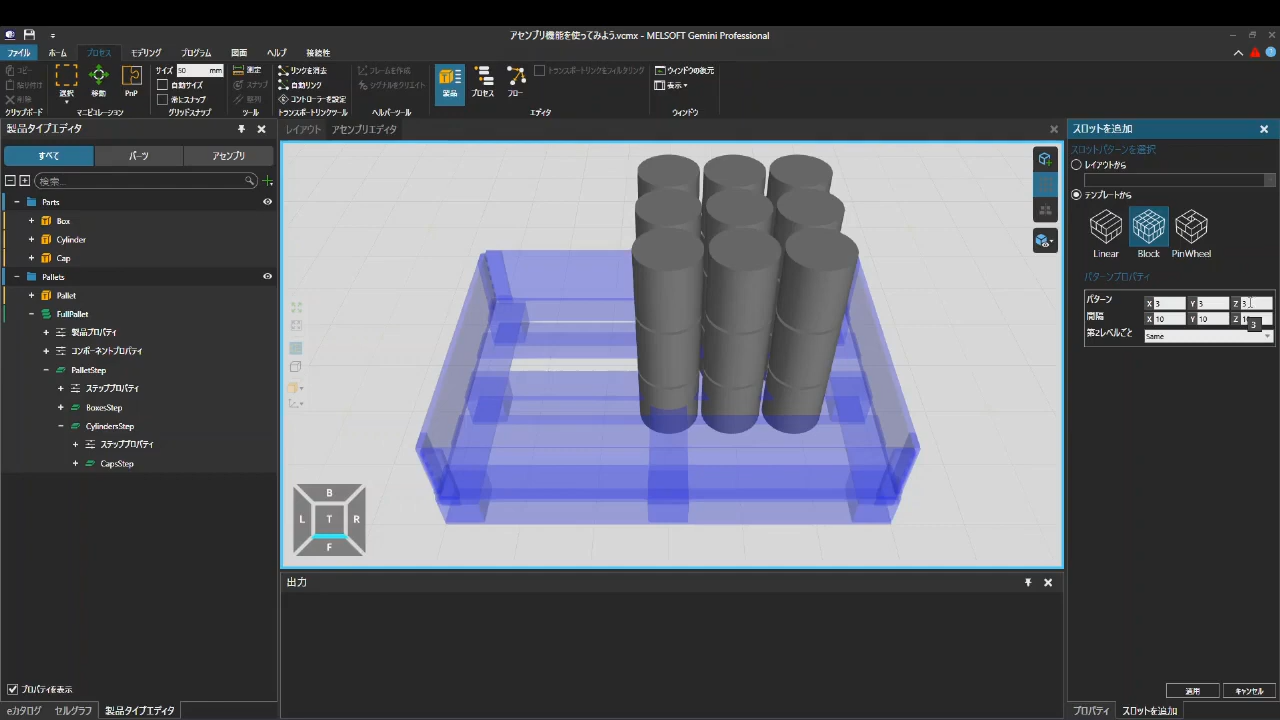 アセンブリ機能を使ってみよう.vcmx - MELSOFT Gemini Professional
ファイル ホーム プロセス モデリング プログラム 図面 ヘルプ 接続性
コピー
貼り付け
削除
クリップボード
選択 移動 PnP
マニピュレーション
サイズ 50 mm
自動サイズ
常にスナップ
グリッドスナップ
測定
スナップ
整列
ツール
リンクを消去
自動リンク
コントローラーを設定
トランスポートリンクツール
フレームを作成
シグナルをクリエイト
ヘルパーツール
製品 プロセス フロー
トランスポートリンクをフィルタリング
エディタ
ウィンドウの復元
表示
ウィンドウ
製品タイプエディタ
すべて パーツ アセンブリ
検索...
Parts
Box
Cylinder
Cap
Pallets
Pallet
FullPallet
製品プロパティ
コンポーネントプロパティ
PalletStep
ステッププロパティ
BoxesStep
CylindersStep
ステッププロパティ
CapsStep
プロパティを表示
eカタログ セルグラフ 製品タイプエディタ
レイアウト アセンブリエディタ
B
L T R
F
出力
スロットを追加
スロットパターンを選択
レイアウトから
テンプレートから
Linear Block PinWheel
パターンプロパティ
パターン X 3 Y 3 Z 3
間隔 X 10 Y 10 Z
3
第2レベルごと Same
適用 キャンセル
プロパティ スロットを追加